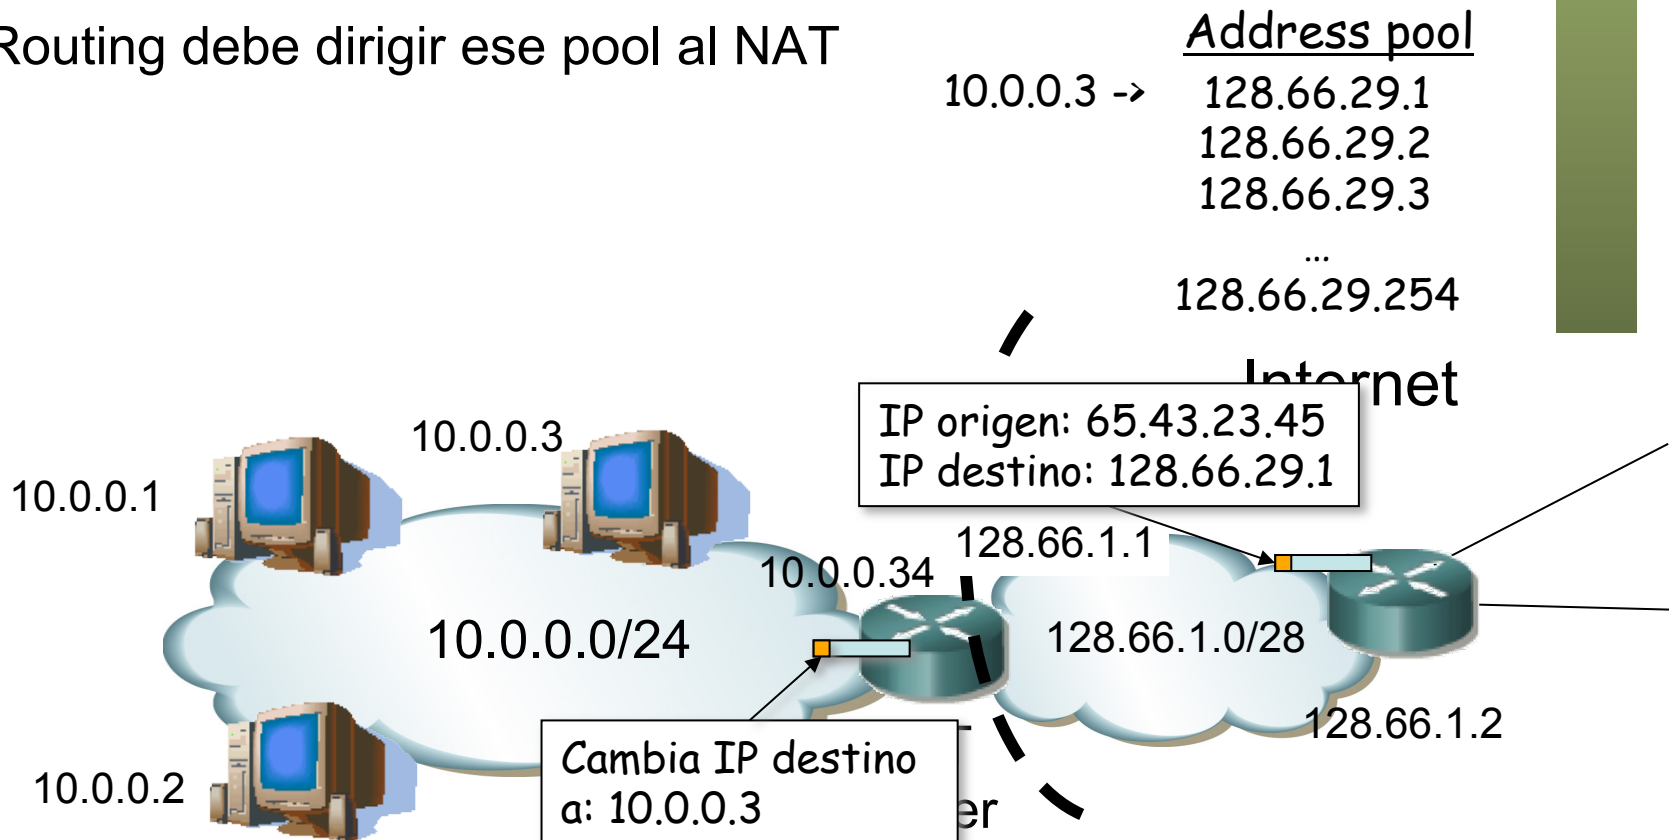 Routing debe dirigir ese pool al NAT
Address pool
10.0.0.3 -> 128.66.29.1
128.66.29.2
128.66.29.3
...
128.66.29.254
Internet
IP origen: 65.43.23.45
IP destino: 128.66.29.1
10.0.0.3
10.0.0.1
128.66.1.1
10.0.0.34
10.0.0.0/24
128.66.1.0/28
128.66.1.2
Cambia IP destino
a: 10.0.0.3
10.0.0.2